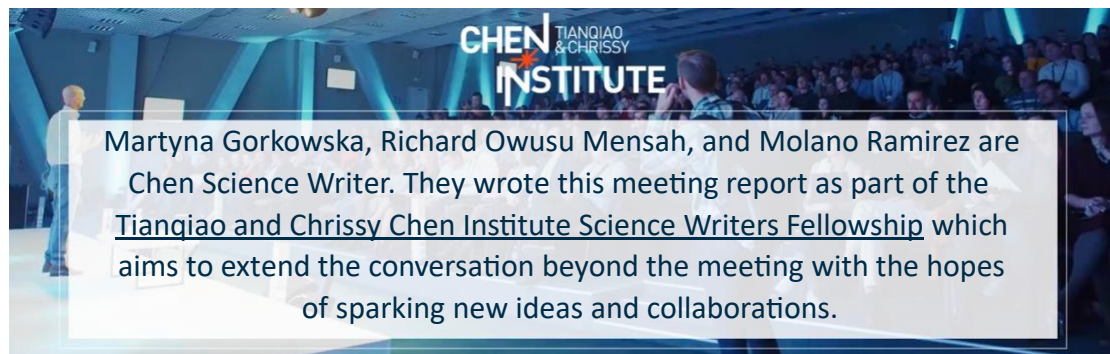 CHEN TIANQIAO
& CHRISSY
INSTITUTE
Martyna Gorkowska, Richard Owusu Mensah, and Molano Ramirez are
Chen Science Writer. They wrote this meeting report as part of the
Tianqiao and Chrissy Chen Institute Science Writers Fellowship which
aims to extend the conversation beyond the meeting with the hopes
of sparking new ideas and collaborations.